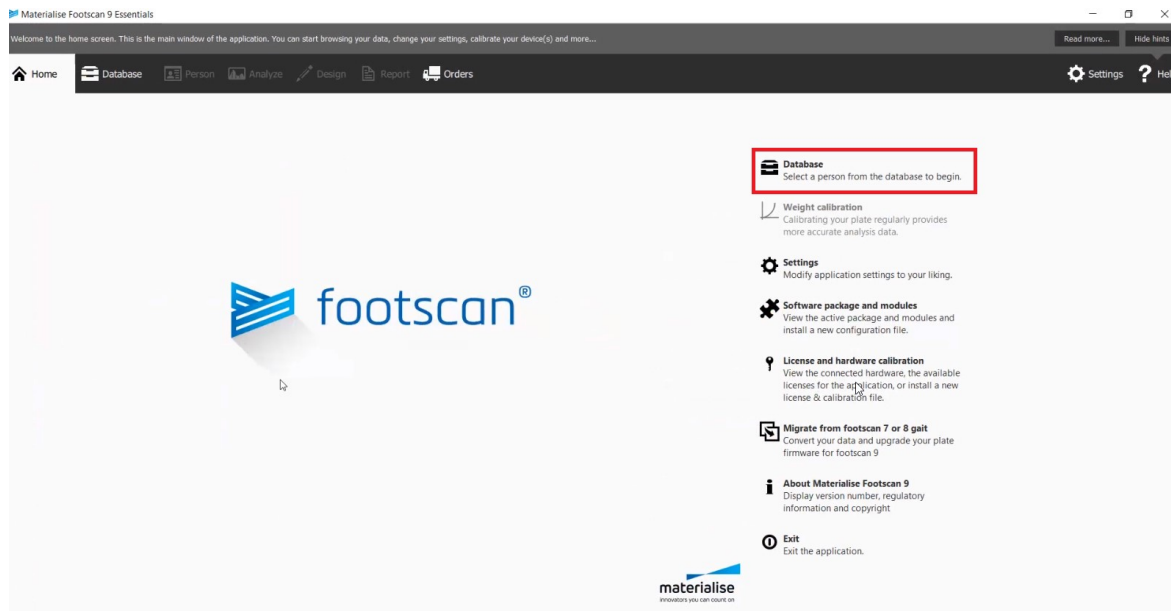 Materialise Footscan 9 Essentials
Welcome to the home screen. This is the main window of the application. You can start browsing your data, change your settings, calibrate your device(s) and more...
Read more...
Hide hints
Home
Database
Person
Analyze
Design
Report
Orders
Settings
? Hel
Database
Select a person from the database to begin.
Weight calibration
Calibrating your plate regularly provides
more accurate analysis data.
Settings
Modify application settings to your liking.
Software package and modules
View the active package and modules and
install a new configuration file.
License and hardware calibration
View the connected hardware, the available
licenses for the application, or install a new
license & calibration file.
Migrate from footscan 7 or 8 gait
Convert your data and upgrade your plate
firmware for footscan 9
About Materialise Footscan 9
Display version number, regulatory
information and copyright
Exit
Exit the application.
footscan®
materialise
innovators you can count on